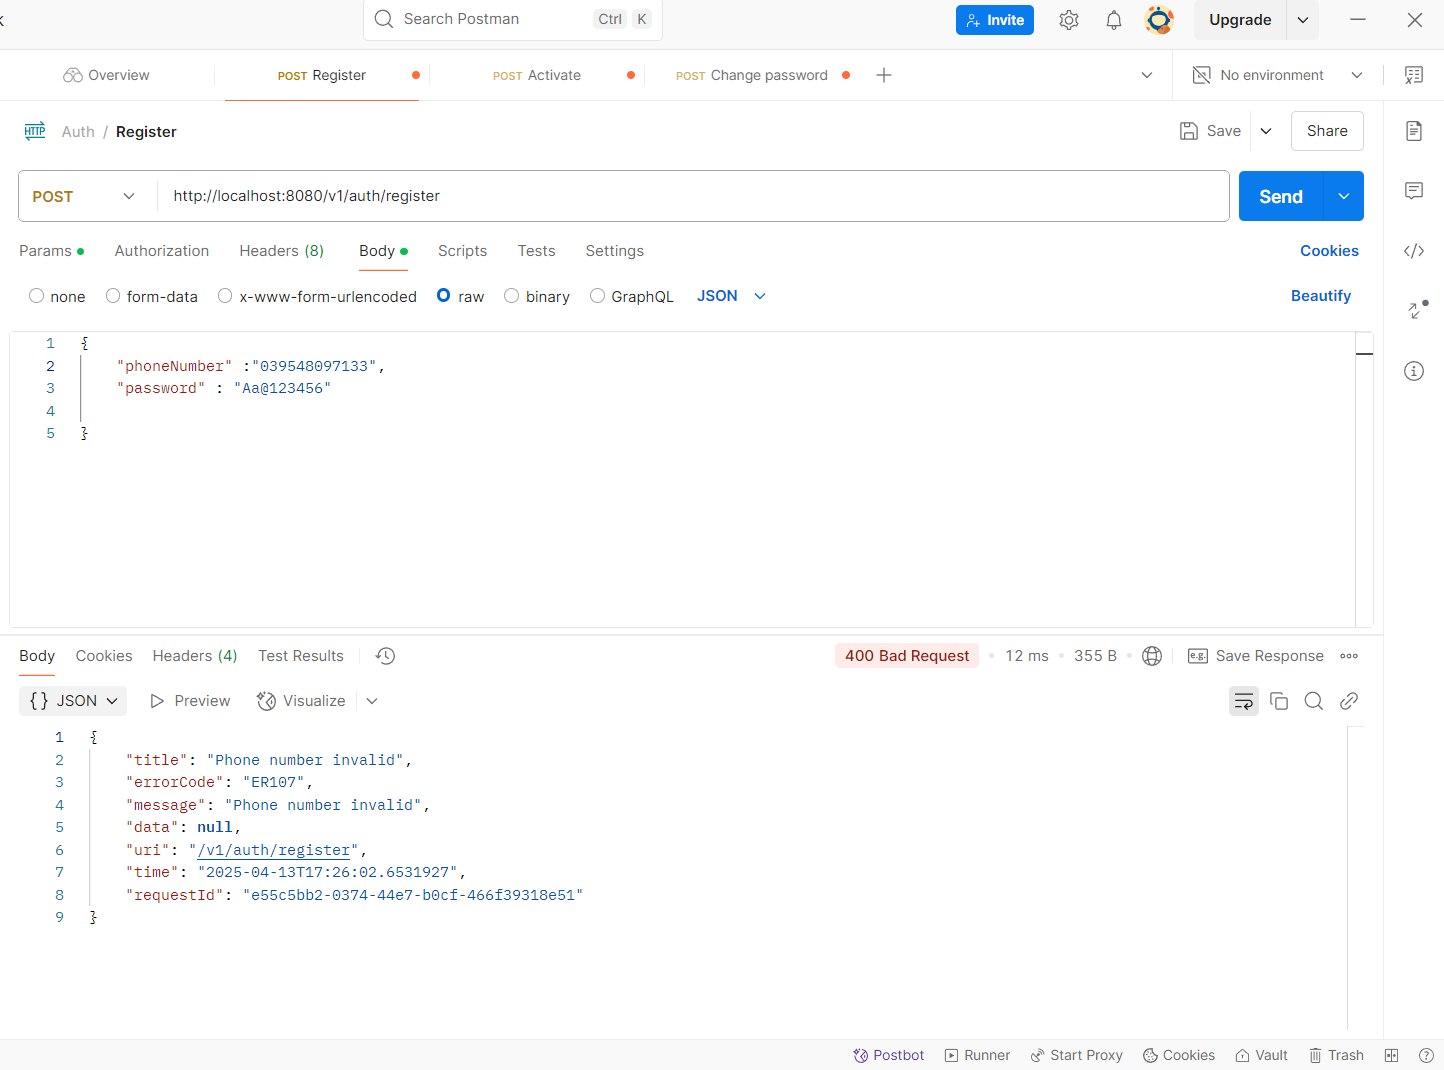 Search Postman Ctrl K Invite Upgrade
Overview POST Register POST Activate POST Change password No environment
HTTP Auth / Register Save Share
POST http://localhost:8080/v1/auth/register Send
Params Authorization Headers (8) Body Scripts Tests Settings Cookies
none form-data x-www-form-urlencoded raw binary GraphQL JSON Beautify
1 {
2 "phoneNumber" :"039548097133",
3 "password" : "Aa@123456"
4
5 }
Body Cookies Headers (4) Test Results 400 Bad Request 12 ms 355 B e.g. Save Response
{} JSON Preview Visualize
1 {
2 "title": "Phone number invalid",
3 "errorCode": "ER107",
4 "message": "Phone number invalid",
5 "data": null,
6 "uri": "/v1/auth/register",
7 "time": "2025-04-13T17:26:02.6531927",
8 "requestId": "e55c5bb2-0374-44e7-b0cf-466f39318e51"
9 }
Postbot Runner Start Proxy Cookies Vault Trash